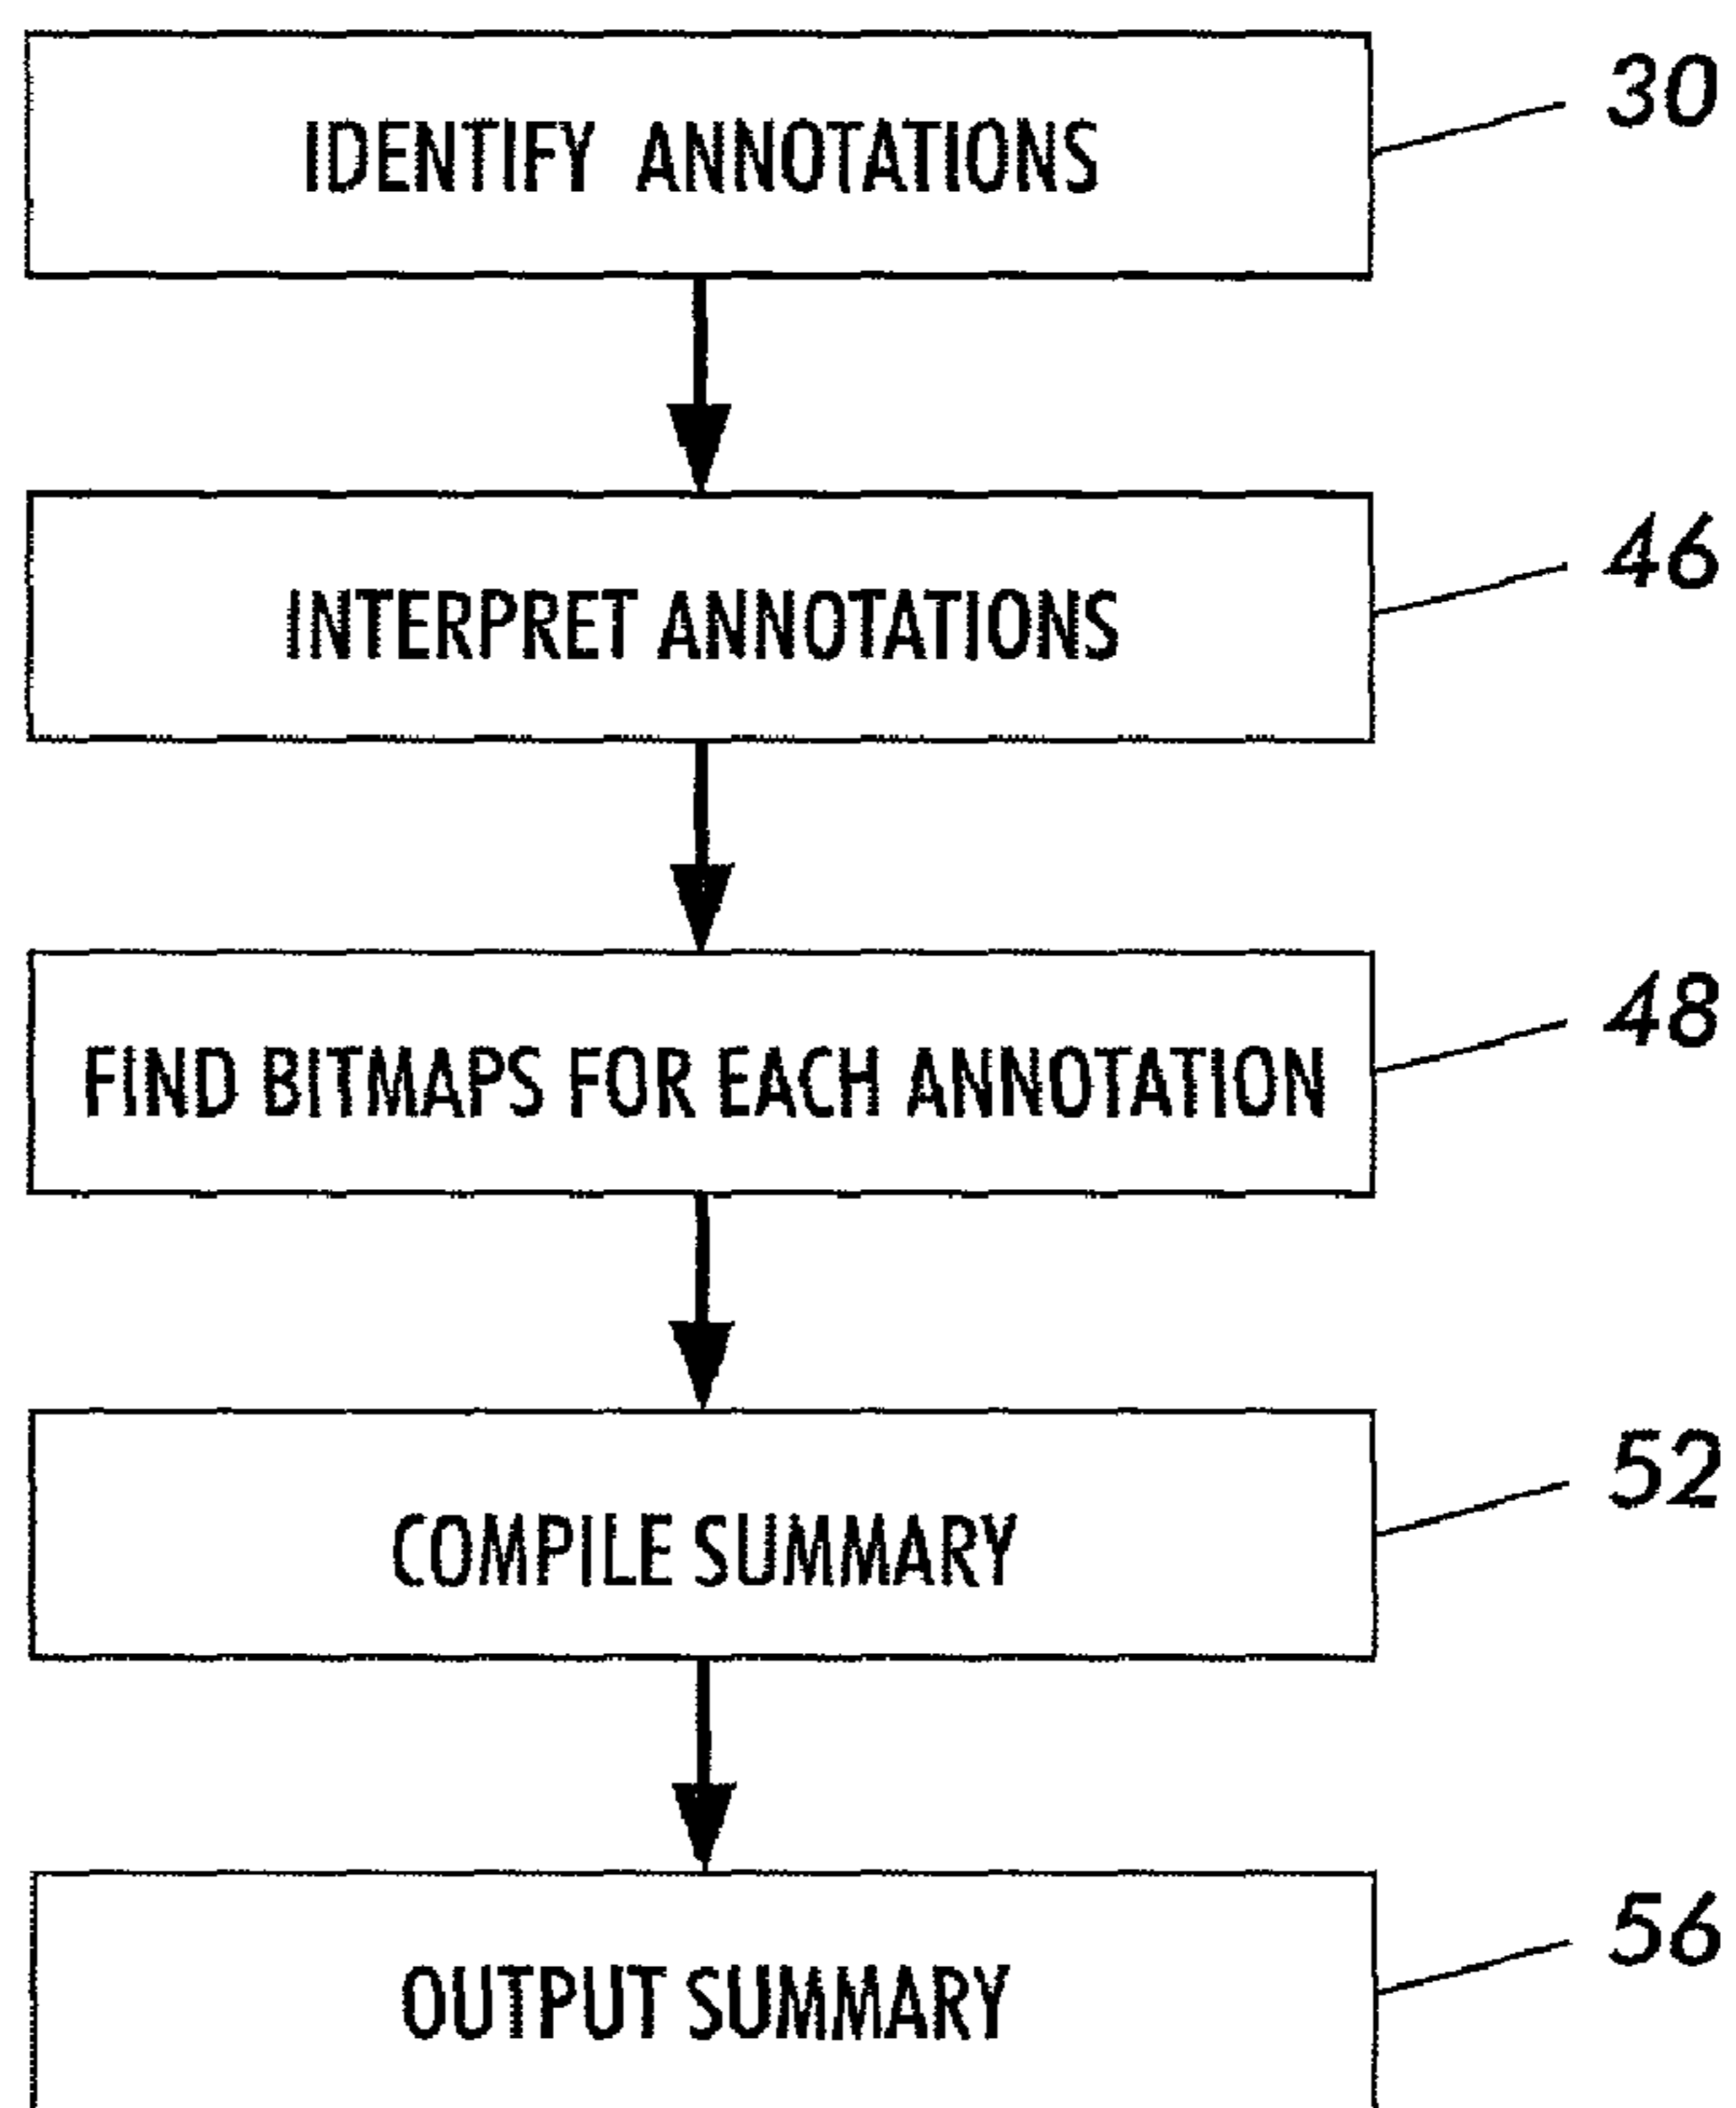 IDENTIFY ANNOTATIONS
30
INTERPRET ANNOTATIONS
46
FIND BITMAPS FOR EACH ANNOTATION
48
COMPILE SUMMARY
52
OUTPUT SUMMARY
56